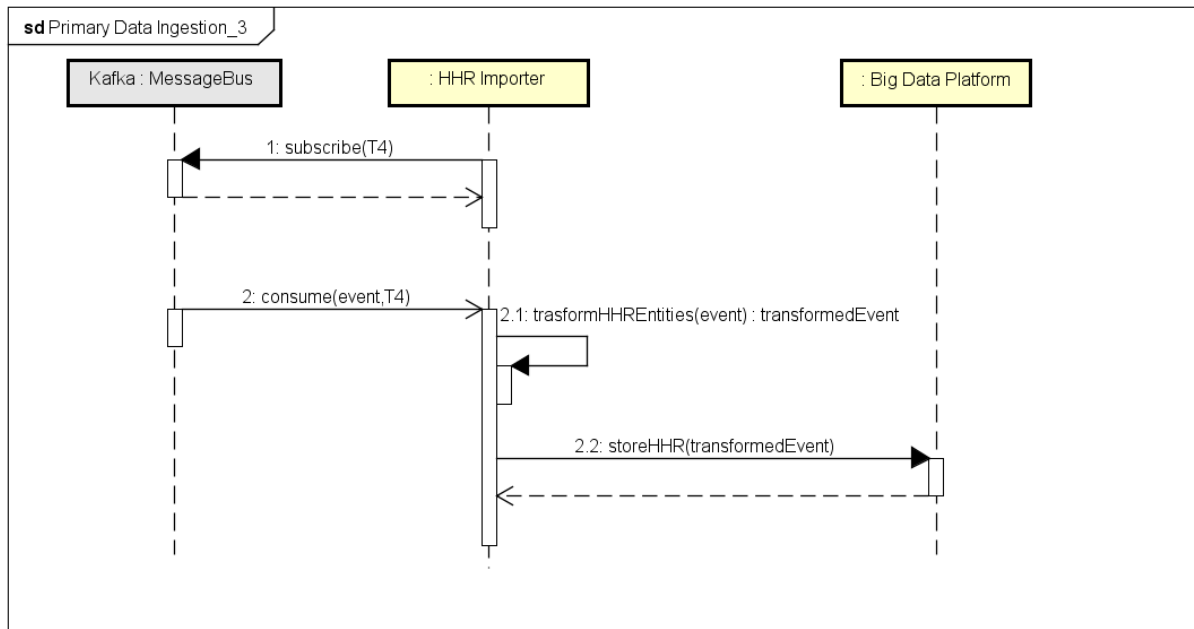 sd Primary Data Ingestion_3
Kafka : MessageBus
: HHR Importer
: Big Data Platform
1: subscribe(T4)
2: consume(event,T4)
2.1: trasformHHREntities(event) : transformedEvent
2.2: storeHHR(transformedEvent)